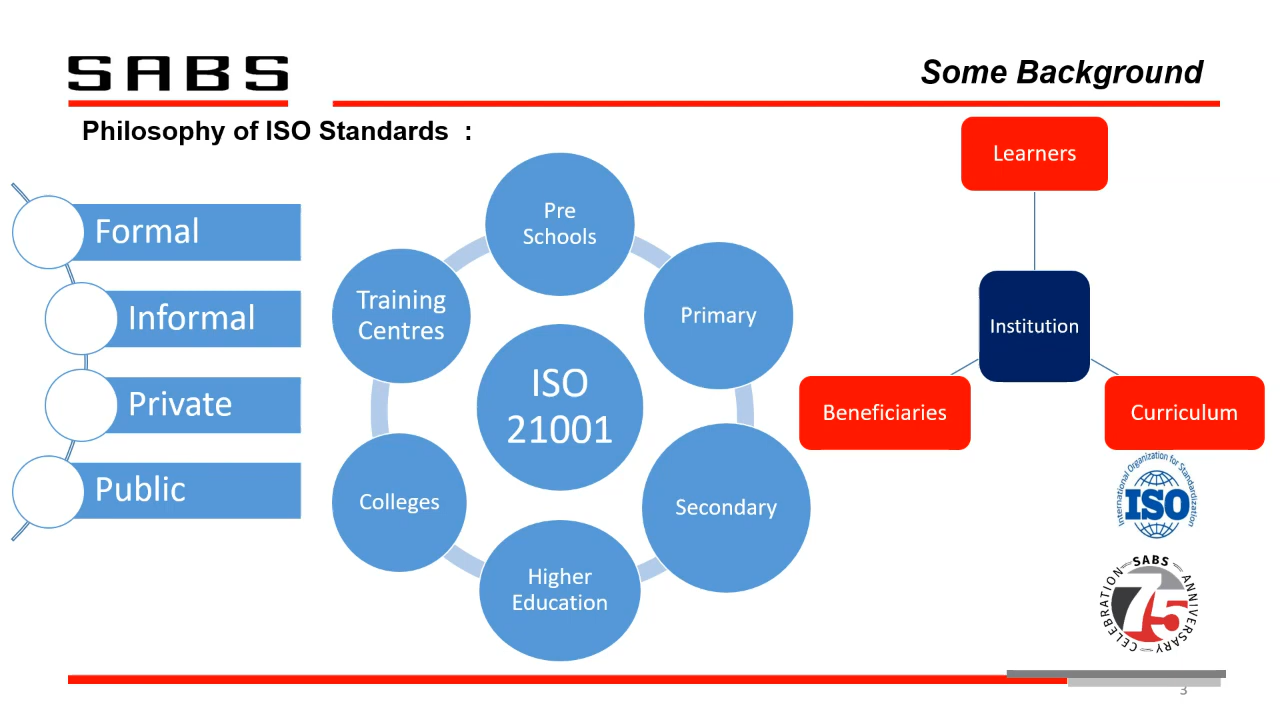 SABS
Some Background
Philosophy of ISO Standards :
Formal
Informal
Private
Public
Pre
Schools
Primary
Secondary
Higher
Education
Colleges
Training
Centres
ISO
21001
Learners
Institution
Beneficiaries
Curriculum
International Organization for Standardization
ISO
SABS
75
ANNIVERSARY
CELEBRATION
3